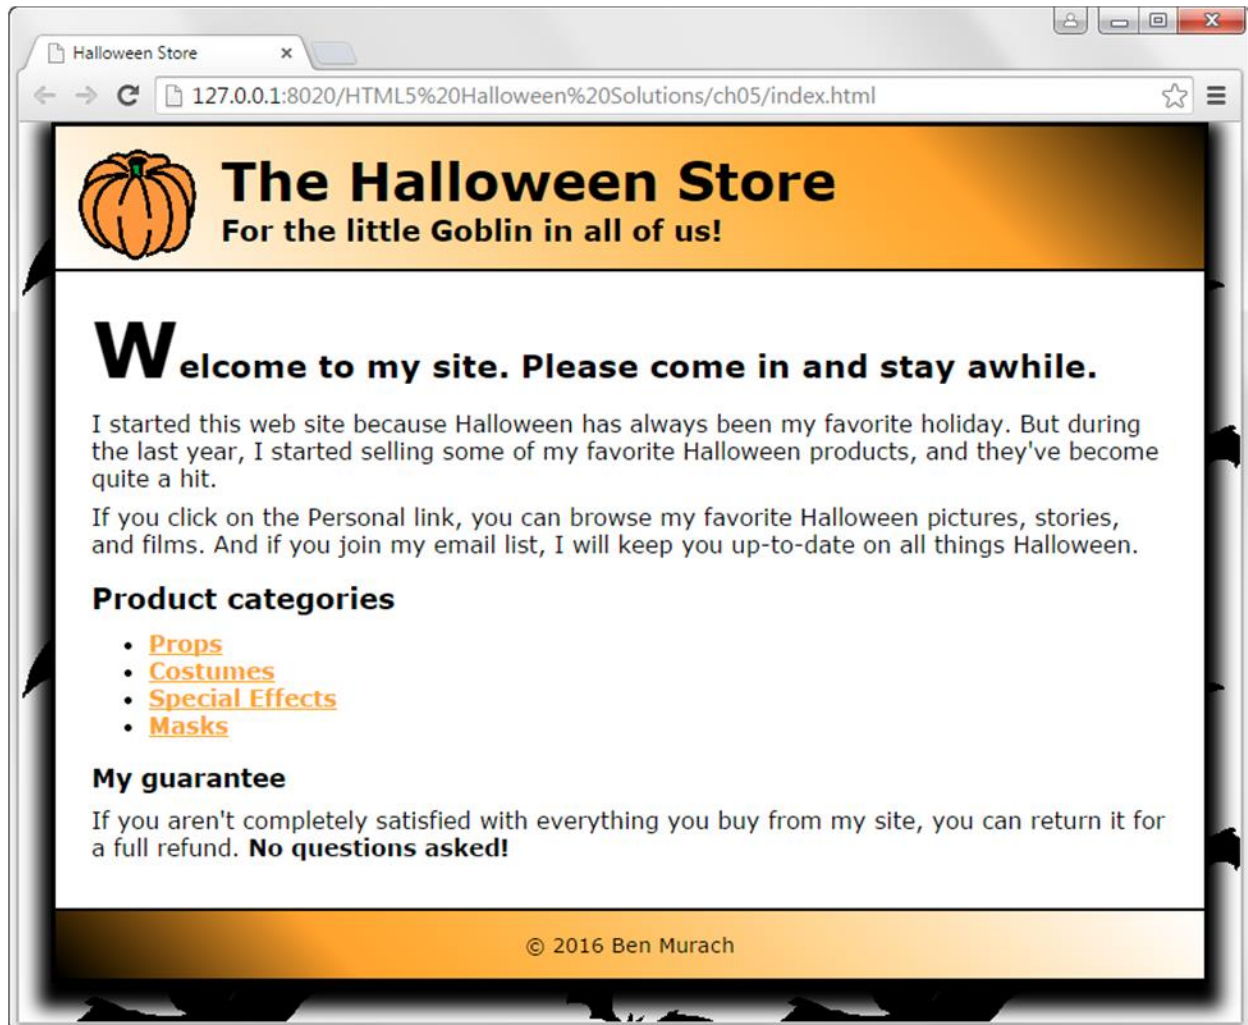 Halloween Store
127.0.0.1:8020/HTML5%20Halloween%20Solutions/ch05/index.html
The Halloween Store
For the little Goblin in all of us!
Welcome to my site. Please come in and stay awhile.
I started this web site because Halloween has always been my favorite holiday. But during
the last year, I started selling some of my favorite Halloween products, and they've become
quite a hit.
If you click on the Personal link, you can browse my favorite Halloween pictures, stories,
and films. And if you join my email list, I will keep you up-to-date on all things Halloween.
Product categories
• Props
• Costumes
• Special Effects
• Masks
My guarantee
If you aren't completely satisfied with everything you buy from my site, you can return it for
a full refund. No questions asked!
© 2016 Ben Murach